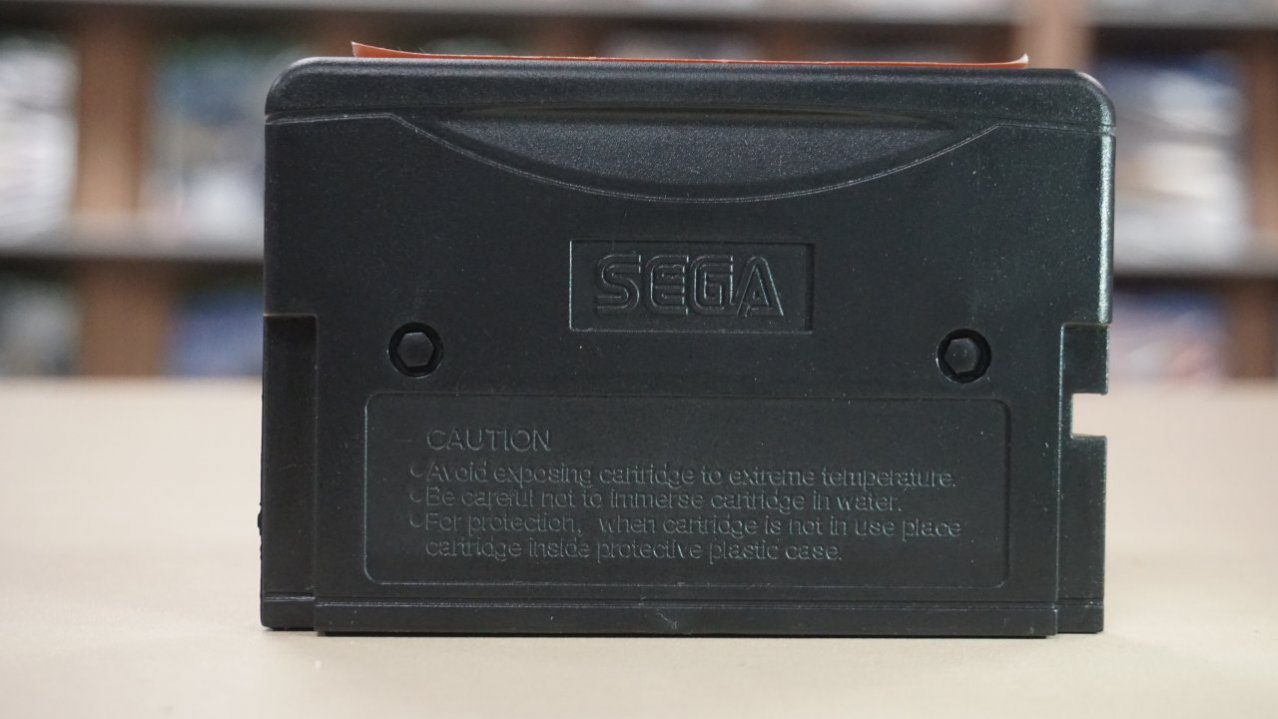 SEGA
CAUTION
Avoid exposing cartridge to extreme temperature.
Be careful not to immerse cartridge in water.
For protection, when cartridge is not in use place
cartridge inside protective plastic case.